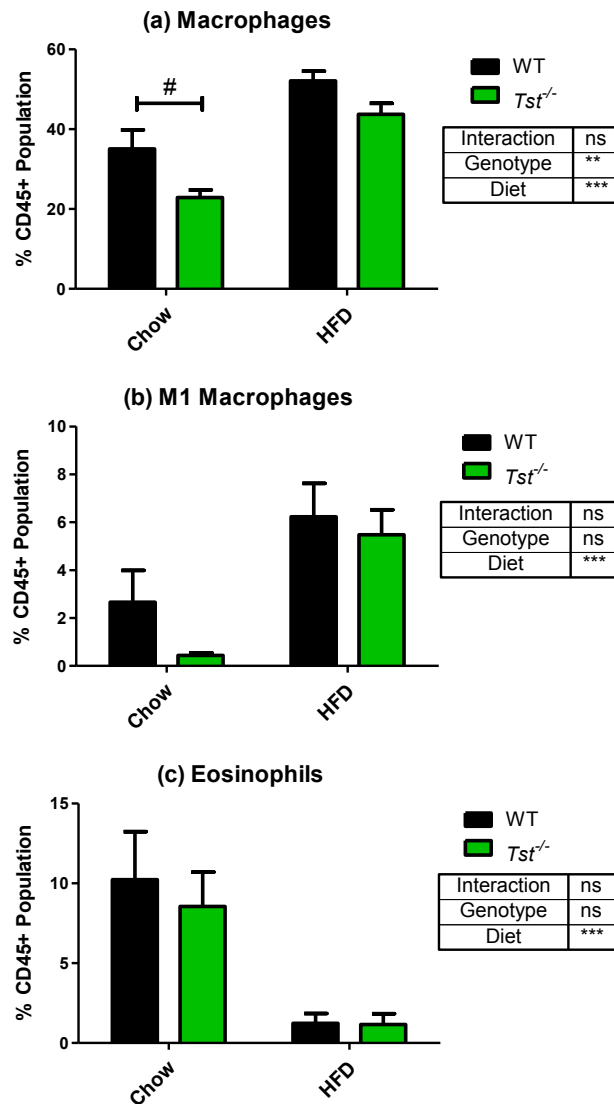 (a) Macrophages
% CD45+ Population
60
40
20
0
#
Chow
HFD
WT
Tst-/-
Interaction ns
Genotype **
Diet ***
(b) M1 Macrophages
% CD45+ Population
10
8
6
4
2
0
Chow
HFD
WT
Tst-/-
Interaction ns
Genotype ns
Diet ***
(c) Eosinophils
% CD45+ Population
15
10
5
0
Chow
HFD
WT
Tst-/-
Interaction ns
Genotype ns
Diet ***